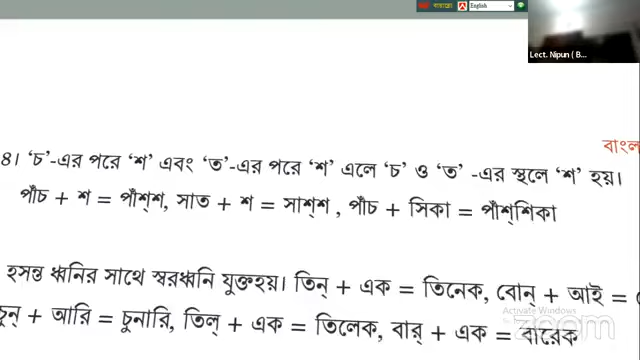 English
Lect. Nipun ( B...
বাংল
৪। ‘চ’-এর পরে ‘শ’ এবং ‘ত’-এর পরে ‘শ’ এলে ‘চ’ ও ‘ত’ -এর স্থলে ‘শ’ হয়।
পাঁচ + শ = পাঁশ্শ, সাত + শ = সাশ্শ , পাঁচ + সিকা = পাঁশ্শিকা
হসন্ত ধ্বনির সাথে স্বরধ্বনি যুক্তহয়। তিন্ + এক = তিনেক, বোন্ + আই =
চুন্ + আরি = চুনারি, তিল্ + এক = তিলেক, বার্ + এক = বারেক
Activate Windows
zoom